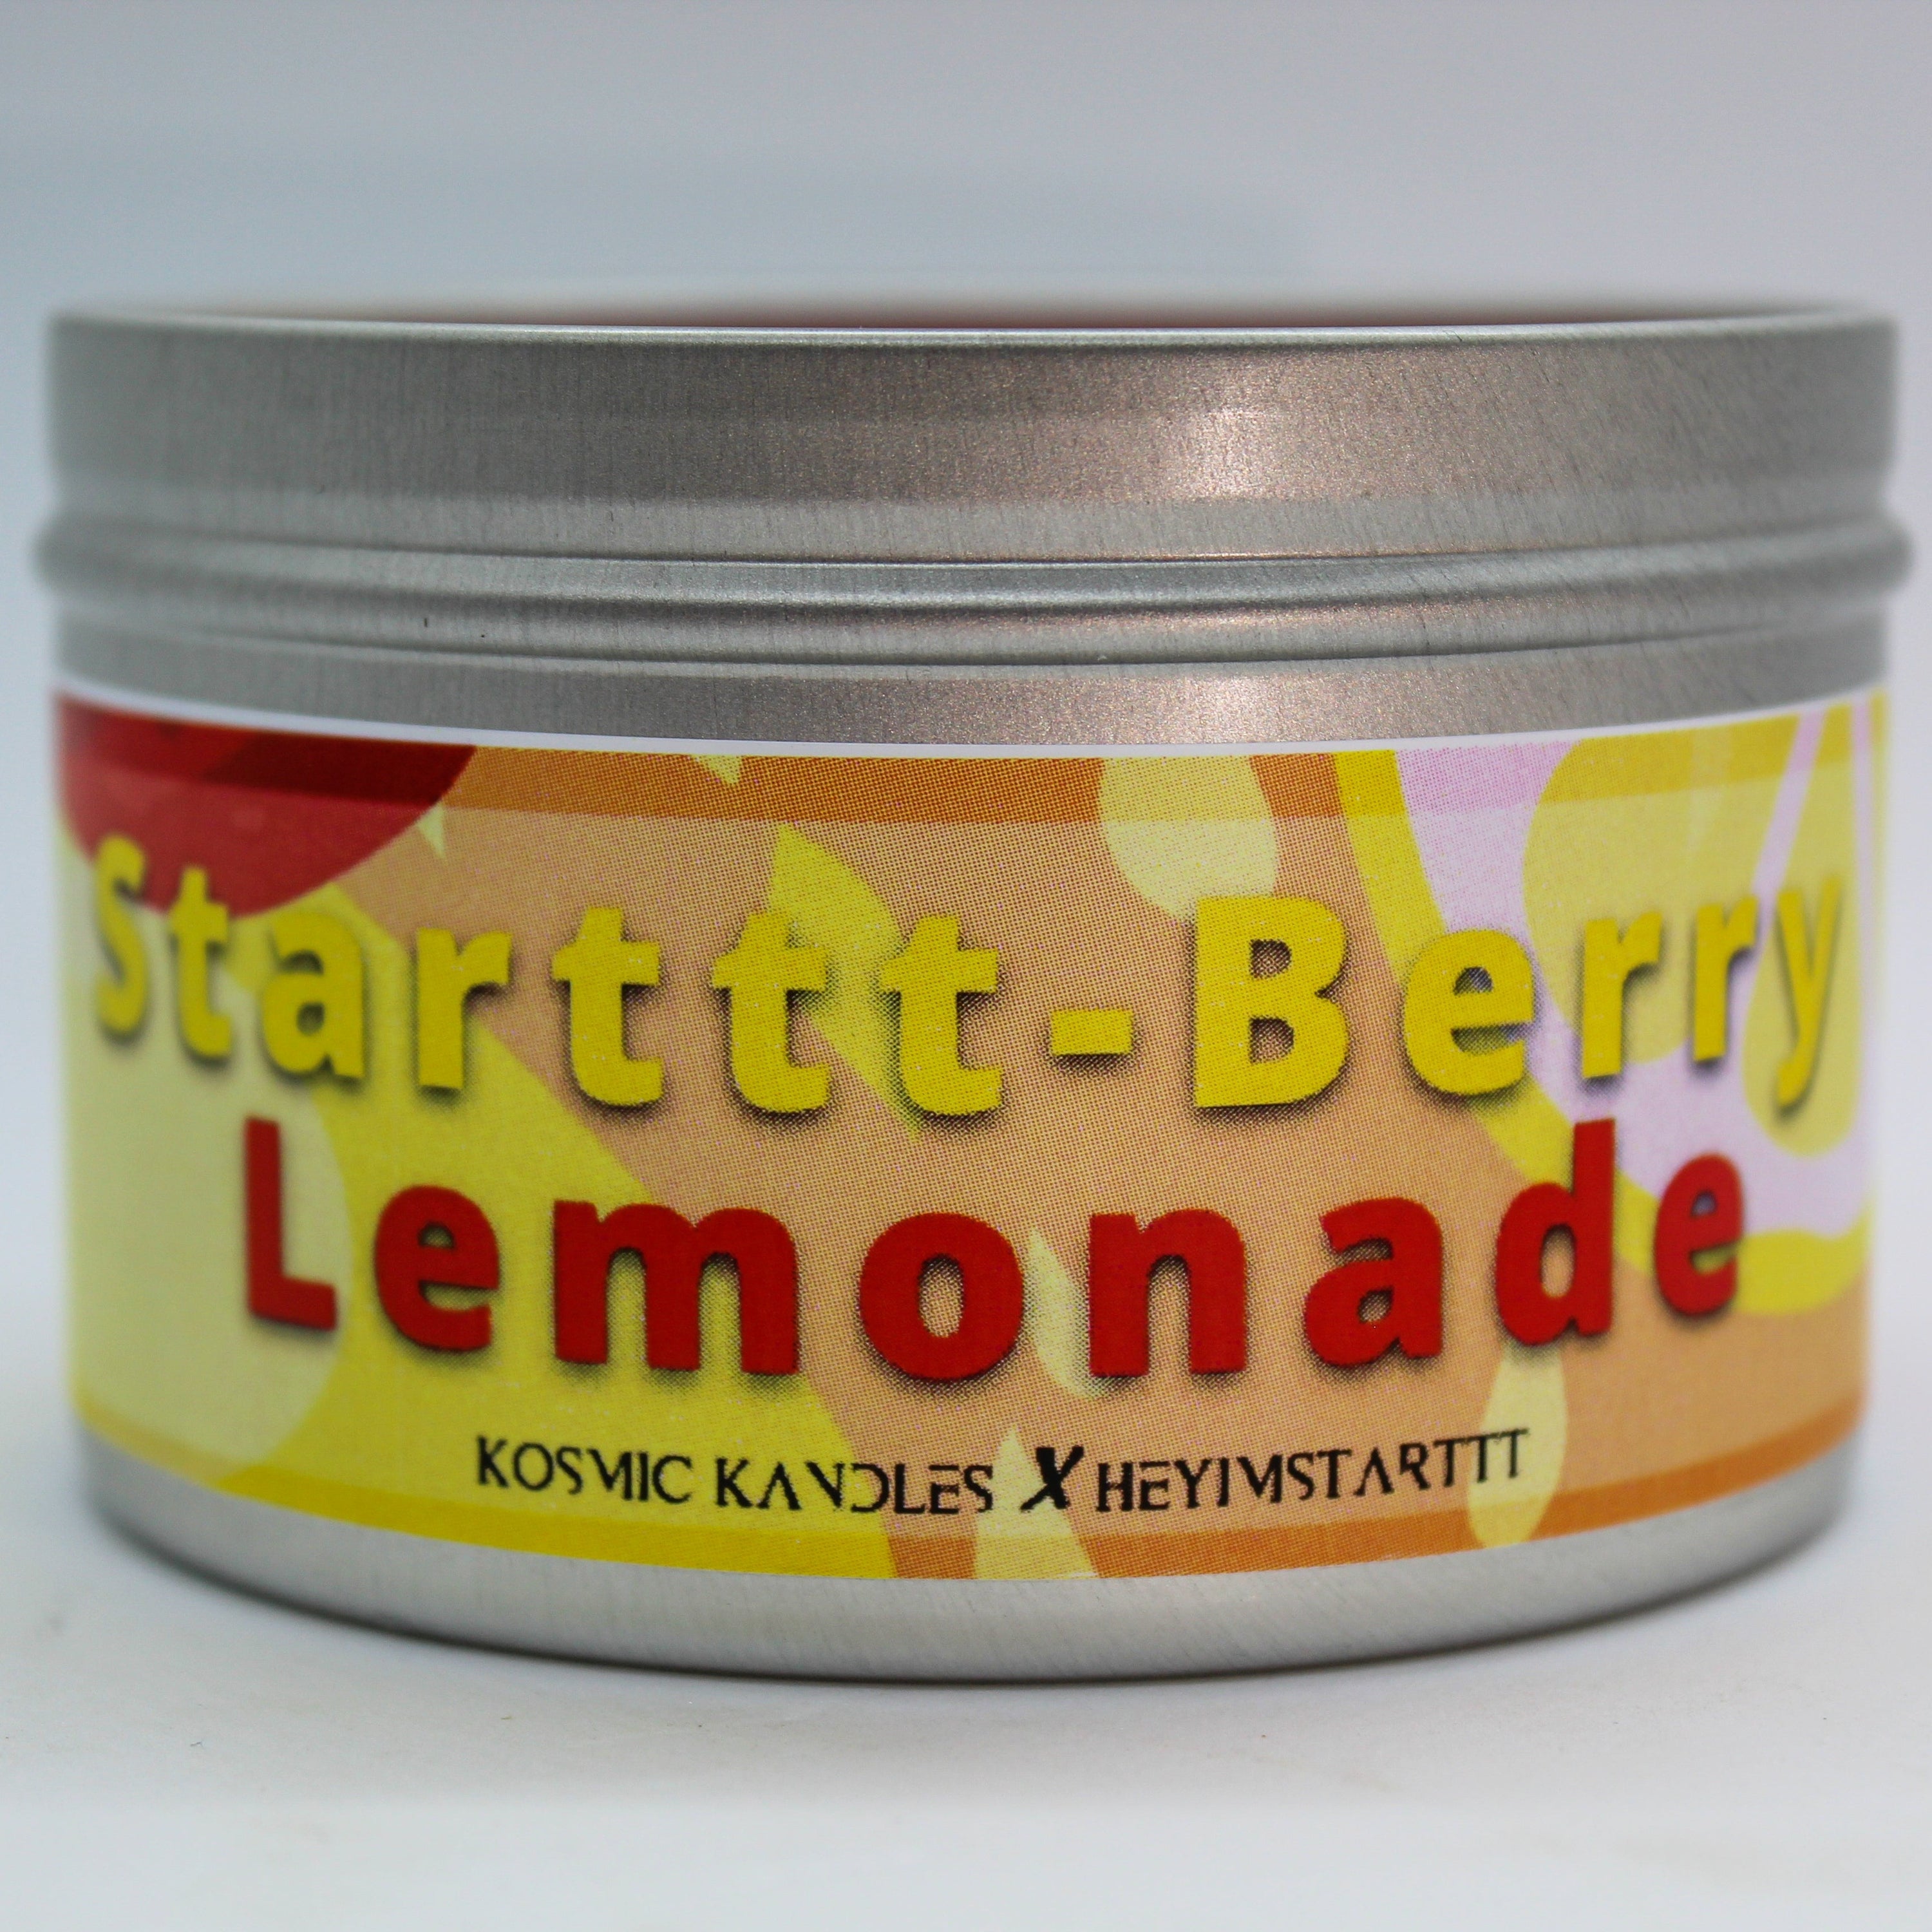 Starttt-Berry
Lemonade
KOSMIC KANDLES X HEYIMSTARTTT